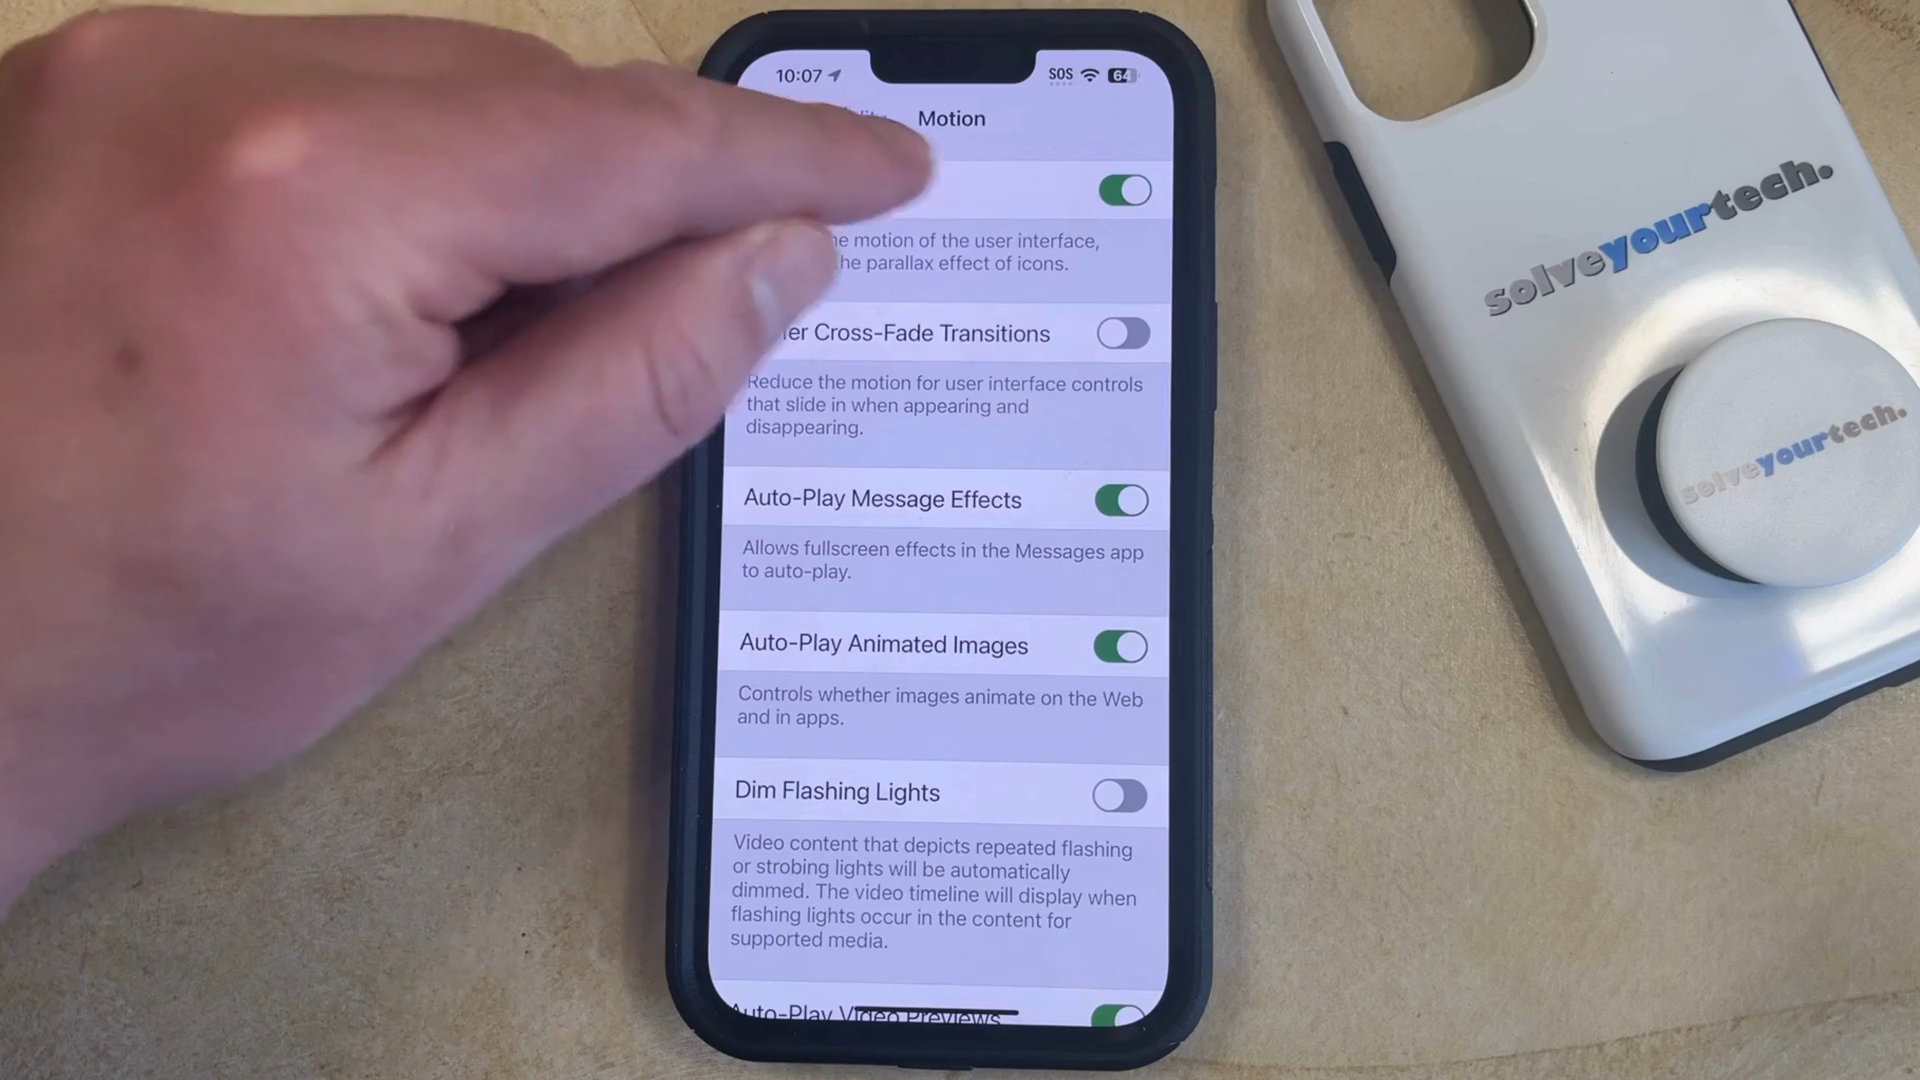 10:07
SOS
64
Motion
motion of the user interface,
parallax effect of icons.
Cross-Fade Transitions
Reduce the motion for user interface controls
that slide in when appearing and
disappearing.
Auto-Play Message Effects
Allows fullscreen effects in the Messages app
to auto-play.
Auto-Play Animated Images
Controls whether images animate on the Web
and in apps.
Dim Flashing Lights
Video content that depicts repeated flashing
or strobing lights will be automatically
dimmed. The video timeline will display when
flashing lights occur in the content for
supported media.
Auto-Play Video Previews
solveyourtech.
solveyourtech.